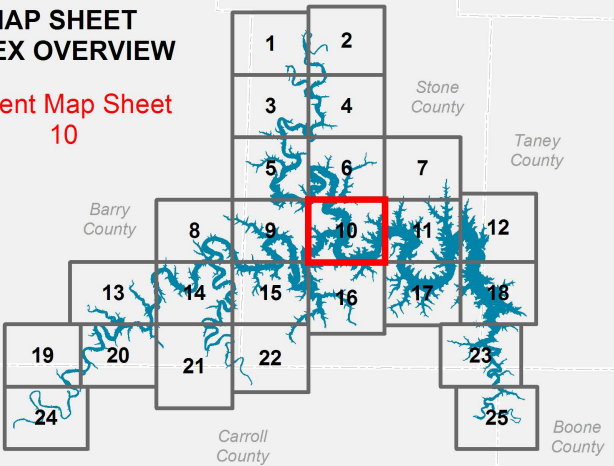 MAP SHEET
EX OVERVIEW
ent Map Sheet
10
1
2
3
4
Stone
County
Taney
County
5
6
7
Barry
County
8
9
10
11
12
13
14
15
16
17
18
19
20
21
22
23
24
25
Carroll
County
Boone
County